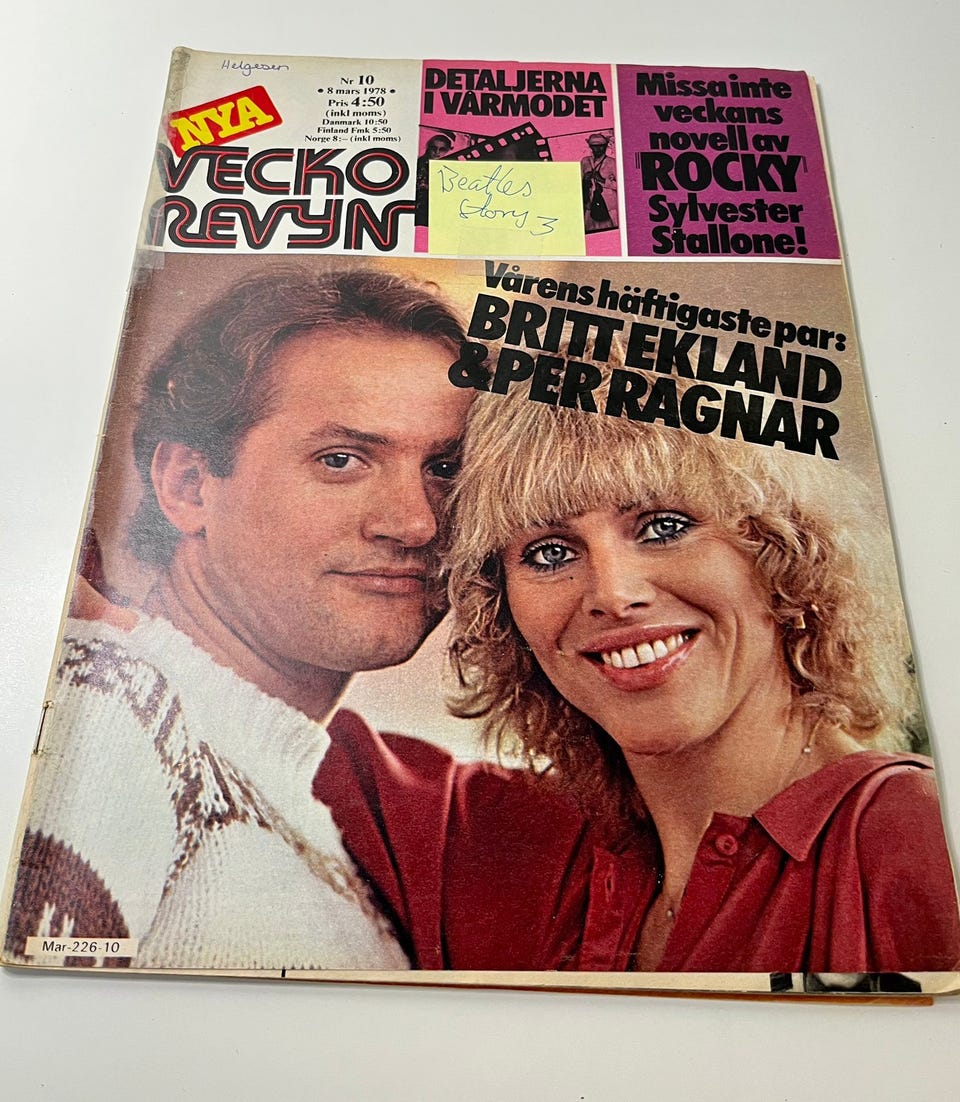 Helgesen
Nr 10
• 8 mars 1978 •
Pris 4:50
(inkl moms)
Danmark 10:50
Finland Fmk 5:50
Norge 8:– (inkl moms)
NYA
VECKO
REVYN
DETALJERNA
I VÅRMODET
Beatles
story 3
Missa inte
veckans
novell av
"ROCKY"
Sylvester
Stallone!
Vårens häftigaste par:
BRITT EKLAND
& PER RAGNAR
Mar-226-10